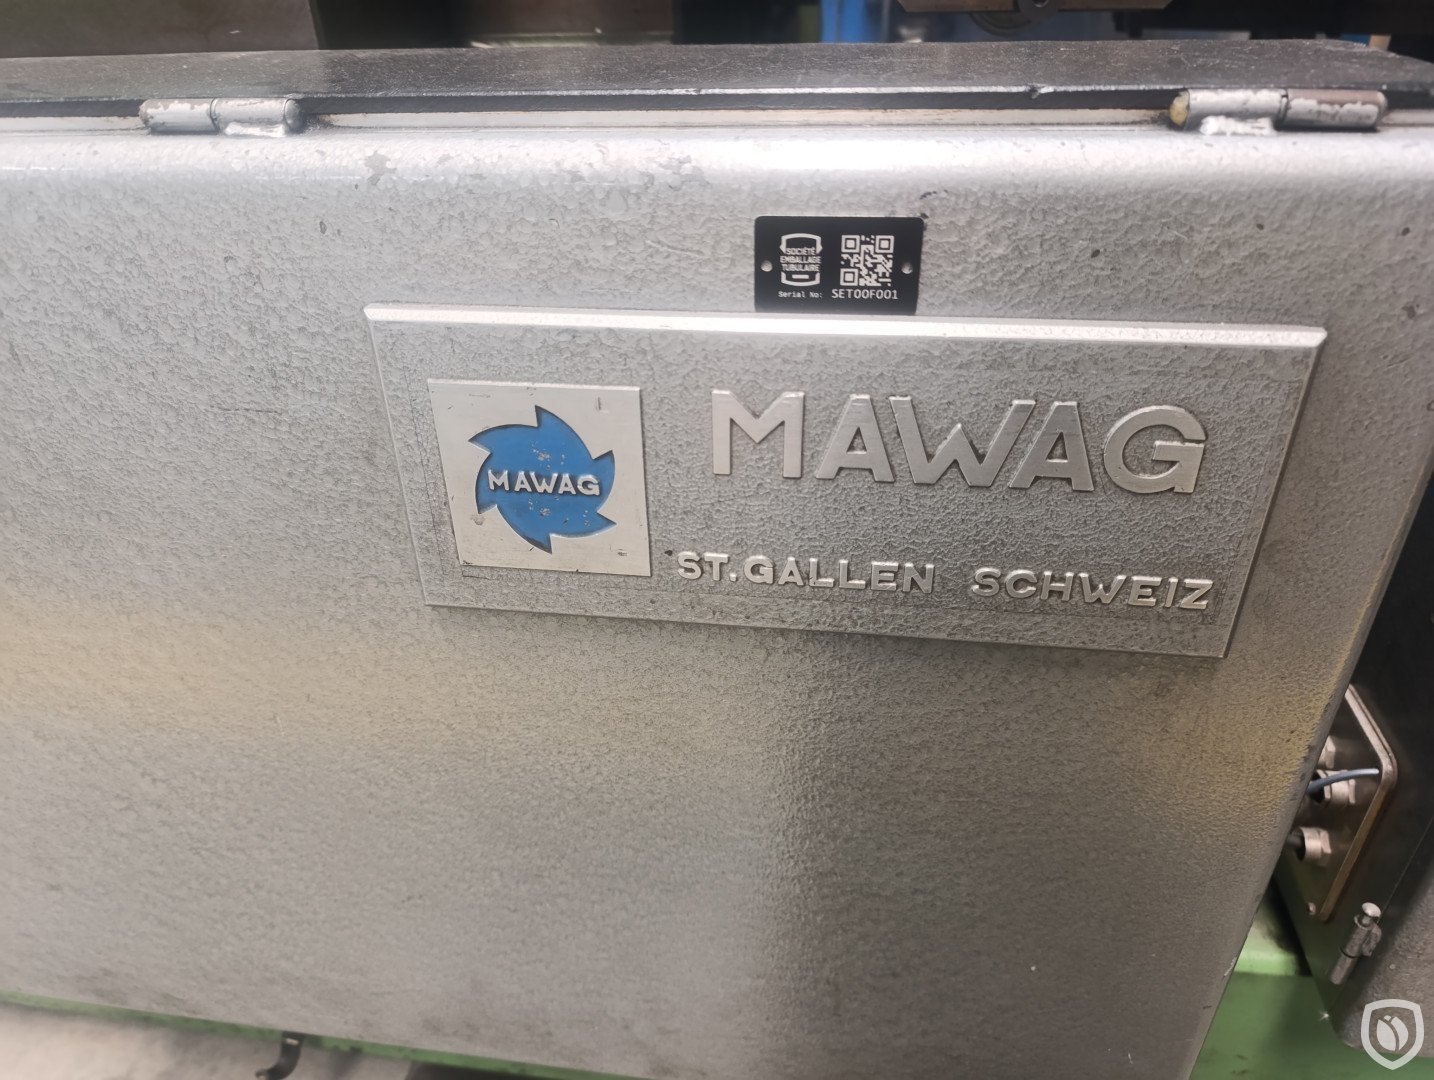 SOCIÉTÉ
EMBALLAGE
TUBULAIRE
Serial No: SET00F001
MAWAG
MAWAG
ST.GALLEN SCHWEIZ